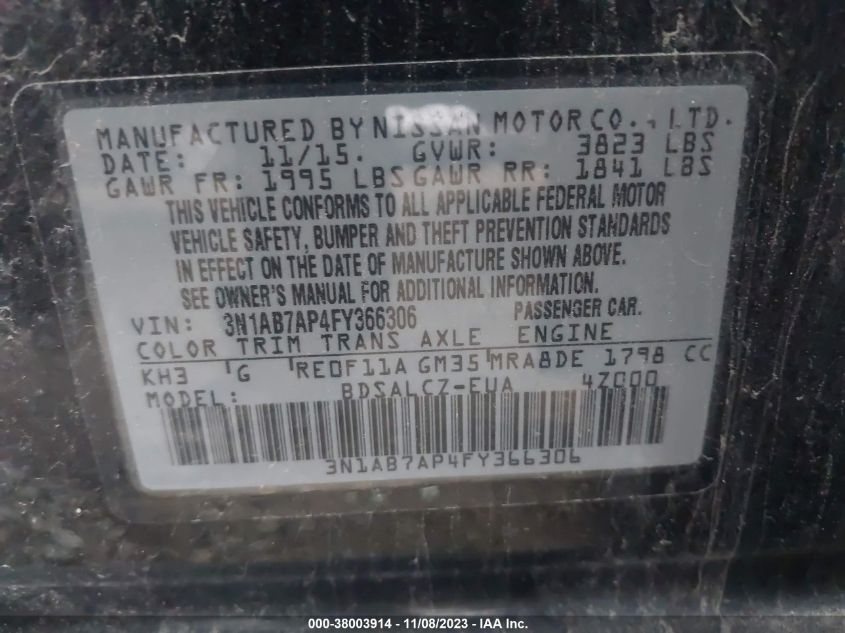 MANUFACTURED BY NISSAN MOTOR CO., LTD.
DATE: 11/15. GVWR: 3823 LBS
GAWR FR: 1995 LBS GAWR RR: 1841 LBS
THIS VEHICLE CONFORMS TO ALL APPLICABLE FEDERAL MOTOR
VEHICLE SAFETY, BUMPER AND THEFT PREVENTION STANDARDS
IN EFFECT ON THE DATE OF MANUFACTURE SHOWN ABOVE.
SEE OWNER'S MANUAL FOR ADDITIONAL INFORMATION.
VIN: 3N1AB7AP4FY366306 PASSENGER CAR.
COLOR TRIM TRANS AXLE ENGINE
KH3 G RE0F11A GM35 MRA8DE 1798 CC
MODEL: BDSALCZ-EUA 4Z000
3N1AB7AP4FY366306
000-38003914 - 11/08/2023 - IAAI.COM